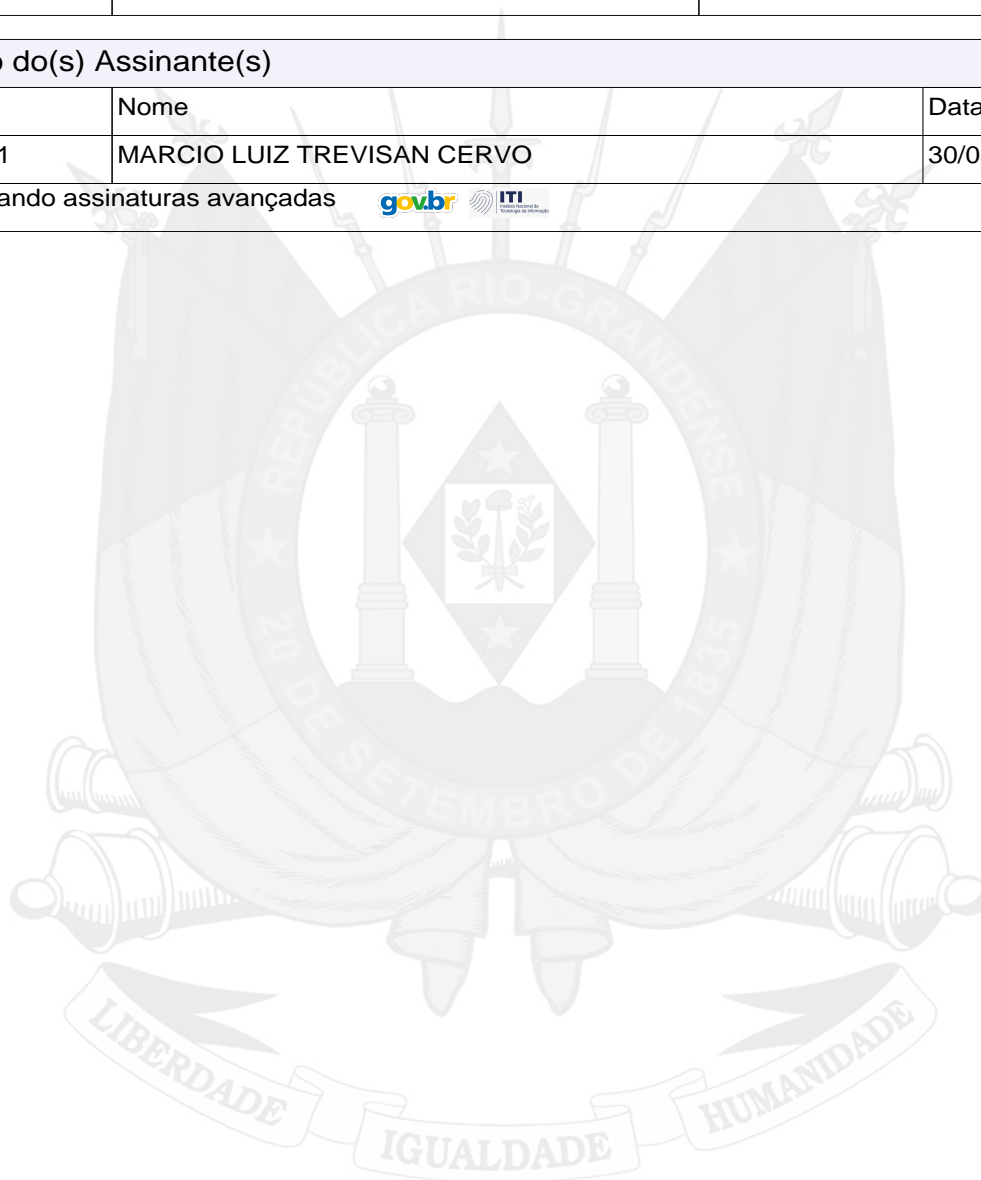 o do(s) Assinante(s)
Nome Data
1 MARCIO LUIZ TREVISAN CERVO 30/0
ando assinaturas avançadas gov.br ITI
REPÚBLICA RIO-GRANDENSE
20 DE SETEMBRO DE 1835
LIBERDADE IGUALDADE HUMANIDADE